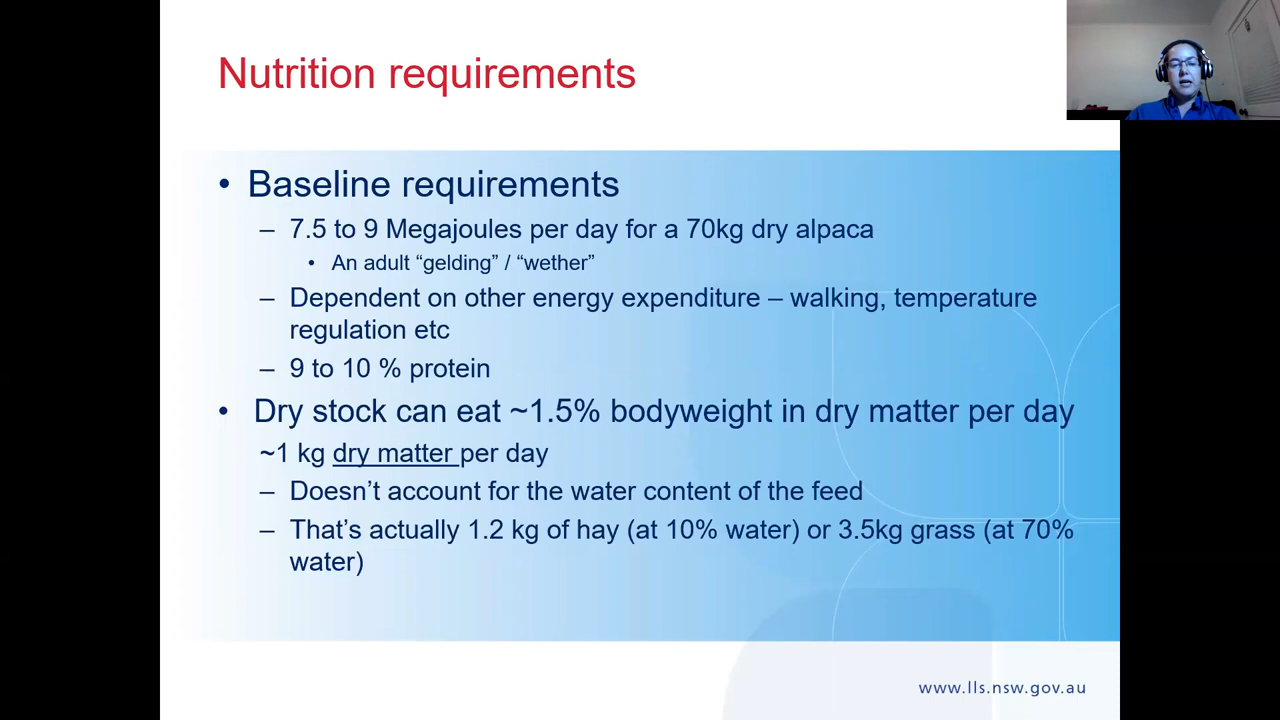 Nutrition requirements
• Baseline requirements
– 7.5 to 9 Megajoules per day for a 70kg dry alpaca
• An adult “gelding” / “wether”
– Dependent on other energy expenditure – walking, temperature
regulation etc
– 9 to 10 % protein
• Dry stock can eat ~1.5% bodyweight in dry matter per day
~1 kg dry matter per day
– Doesn’t account for the water content of the feed
– That’s actually 1.2 kg of hay (at 10% water) or 3.5kg grass (at 70%
water)
www.lls.nsw.gov.au